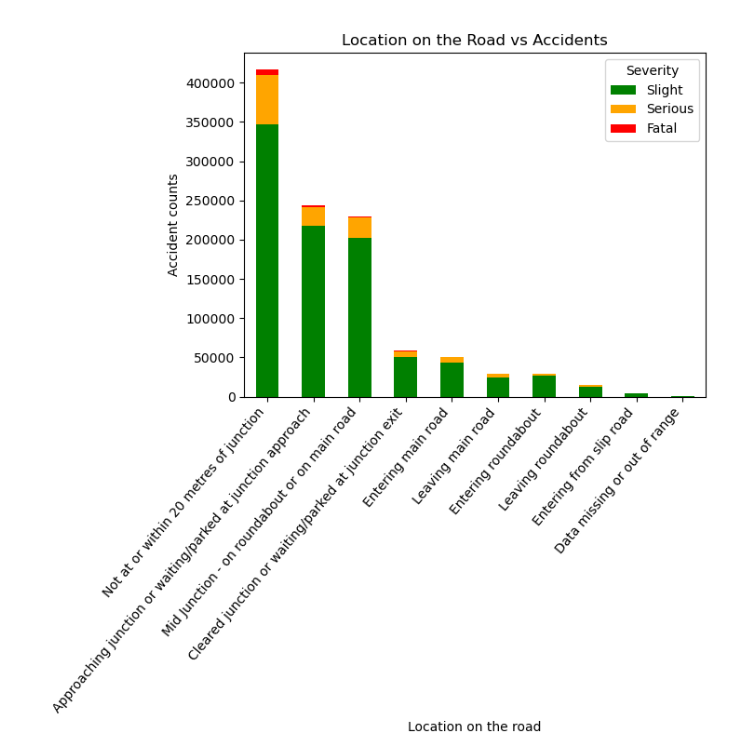 Location on the Road vs Accidents
Severity
Slight
Serious
Fatal
Accident counts
400000
350000
300000
250000
200000
150000
100000
50000
0
Not at or within 20 metres of junction
Approaching junction or waiting/parked at junction approach
Mid Junction - on roundabout or on main road
Cleared junction or waiting/parked at junction exit
Entering main road
Leaving main road
Entering roundabout
Leaving roundabout
Entering from slip road
Data missing or out of range
Location on the road